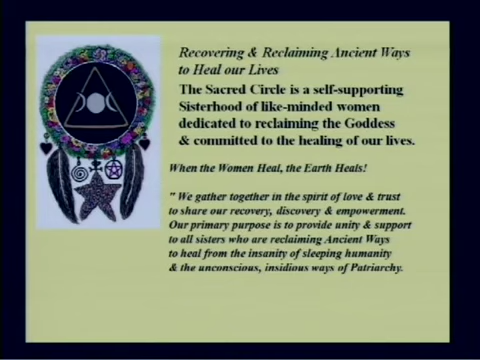 Recovering & Reclaiming Ancient Ways
to Heal our Lives
The Sacred Circle is a self-supporting
Sisterhood of like-minded women
dedicated to reclaiming the Goddess
& committed to the healing of our lives.
When the Women Heal, the Earth Heals!
" We gather together in the spirit of love & trust
to share our recovery, discovery & empowerment.
Our primary purpose is to provide unity & support
to all sisters who are reclaiming Ancient Ways
to heal from the insanity of sleeping humanity
& the unconscious, insidious ways of Patriarchy.